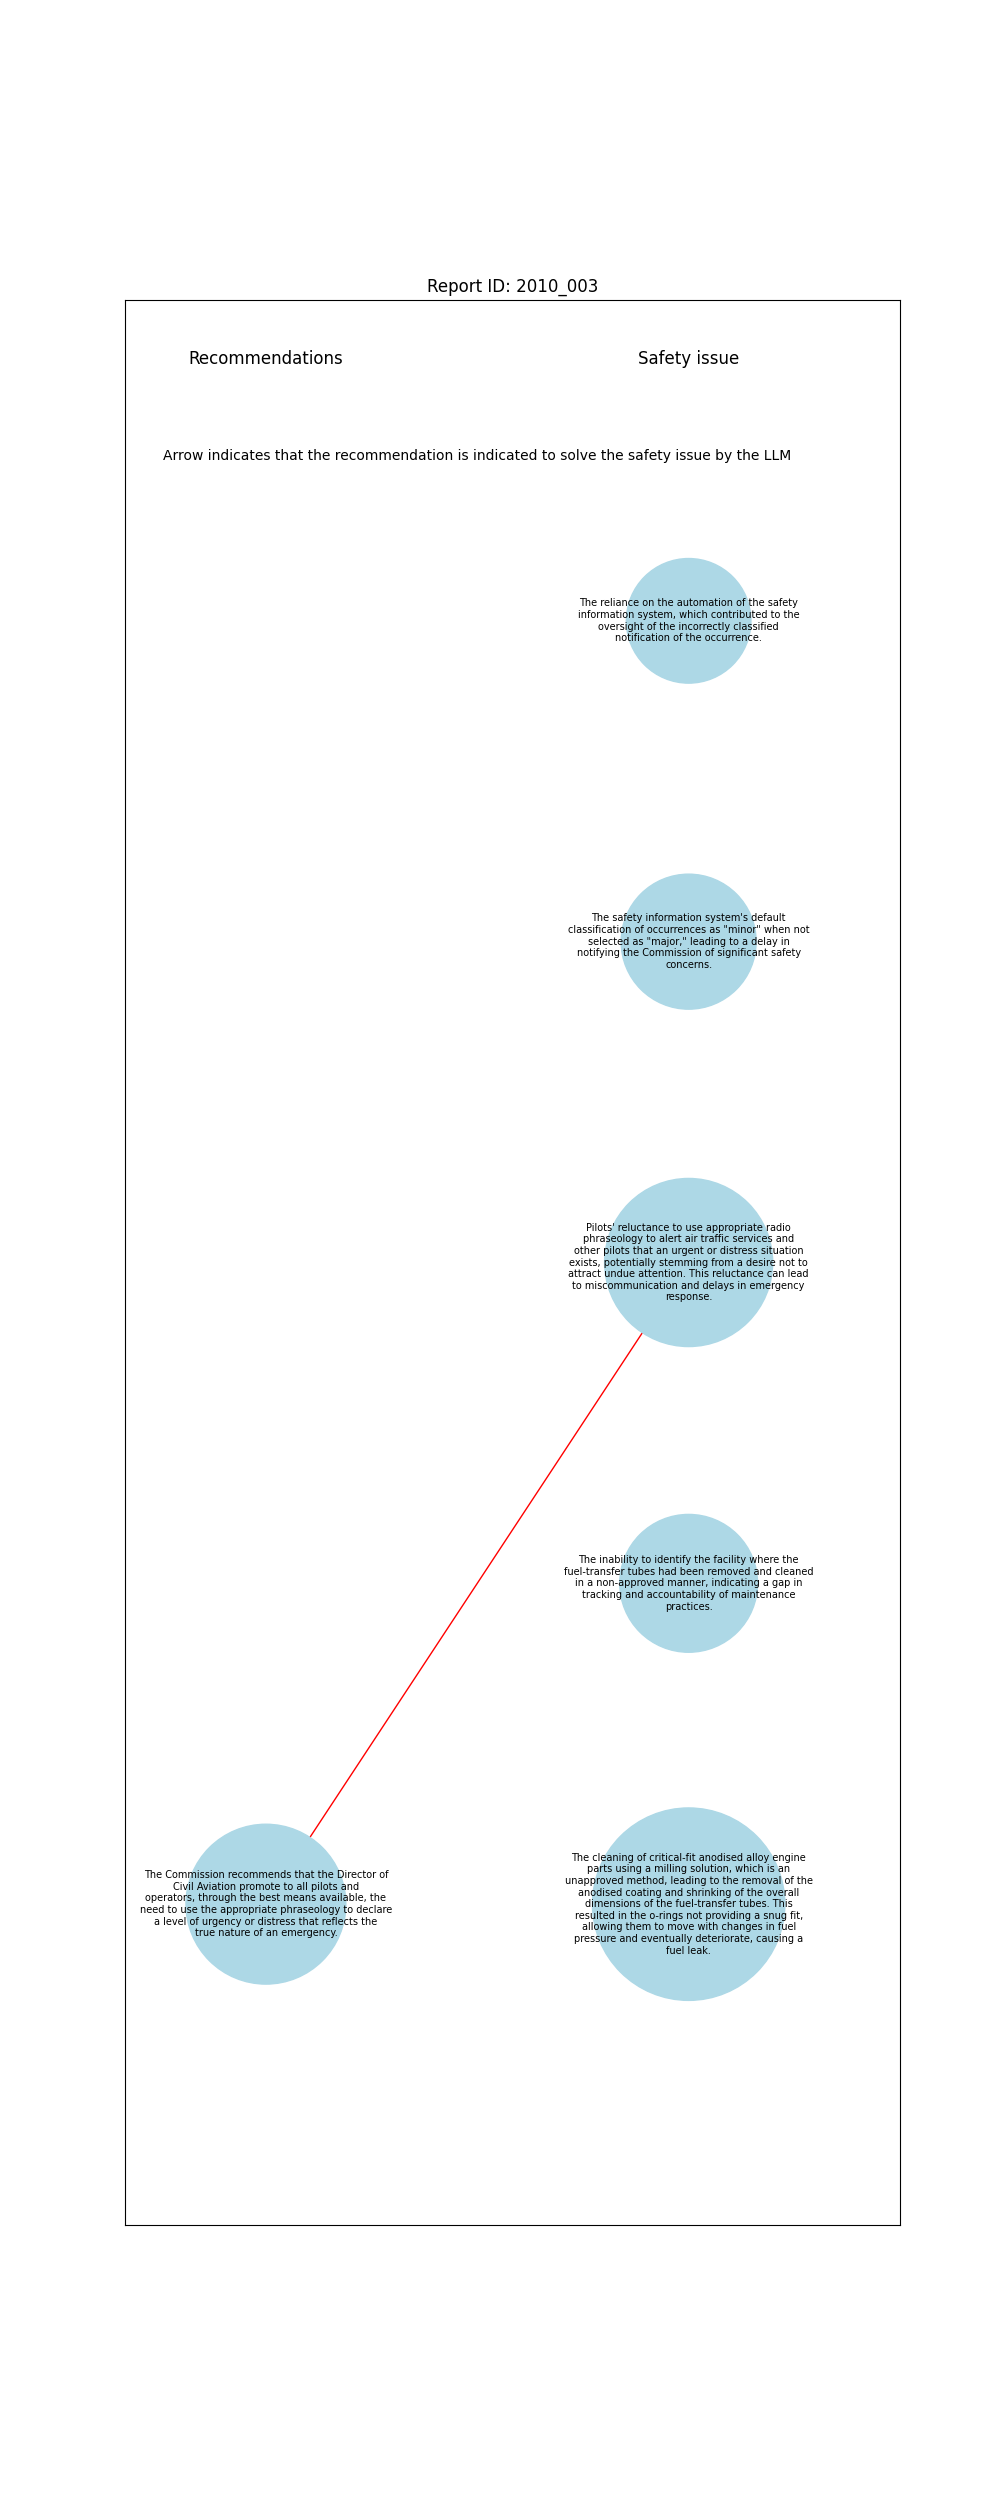 Report ID: 2010_003
Recommendations
Safety issue
Arrow indicates that the recommendation is indicated to solve the safety issue by the LLM
The reliance on the automation of the safety
information system, which contributed to the
oversight of the incorrectly classified
notification of the occurrence.
The safety information system's default
classification of occurrences as "minor" when not
selected as "major," leading to a delay in
notifying the Commission of significant safety
concerns.
Pilots' reluctance to use appropriate radio
phraseology to alert air traffic services and
other pilots that an urgent or distress situation
exists, potentially stemming from a desire not to
attract undue attention. This reluctance can lead
to miscommunication and delays in emergency
response.
The inability to identify the facility where the
fuel-transfer tubes had been removed and cleaned
in a non-approved manner, indicating a gap in
tracking and accountability of maintenance
practices.
The Commission recommends that the Director of
Civil Aviation promote to all pilots and
operators, through the best means available, the
need to use the appropriate phraseology to declare
a level of urgency or distress that reflects the
true nature of an emergency.
The cleaning of critical-fit anodised alloy engine
parts using a milling solution, which is an
unapproved method, leading to the removal of the
anodised coating and shrinking of the overall
dimensions of the fuel-transfer tubes. This
resulted in the o-rings not providing a snug fit,
allowing them to move with changes in fuel
pressure and eventually deteriorate, causing a
fuel leak.